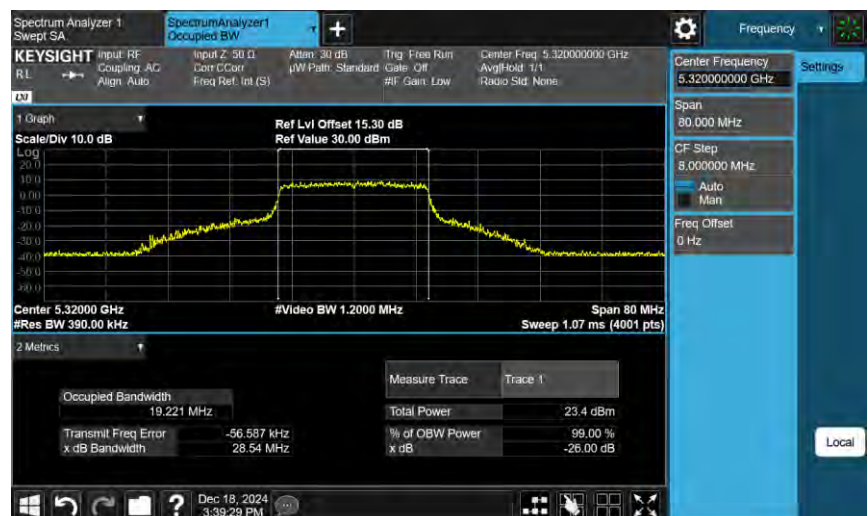 Spectrum Analyzer 1
Swept SA
SpectrumAnalyzer1
Occupied BW
Frequency
KEYSIGHT
RL
Input: RF
Coupling: AC
Align: Auto
Input Z: 50 Ω
Corr CCorr
Freq Ref: Int (S)
Atten: 30 dB
µW Path: Standard
Trig: Free Run
Gate: Off
#IF Gain: Low
Center Freq: 5.320000000 GHz
Avg|Hold: 1/1
Radio Std: None
LXI
1 Graph
Scale/Div 10.0 dB
Ref Lvl Offset 15.30 dB
Ref Value 30.00 dBm
Log
20.0
10.0
0.00
-10.0
-20.0
-30.0
-40.0
-50.0
-60.0
Center 5.32000 GHz
#Res BW 390.00 kHz
#Video BW 1.2000 MHz
Span 80 MHz
Sweep 1.07 ms (4001 pts)
2 Metrics
Measure Trace
Trace 1
Occupied Bandwidth
19.221 MHz
Total Power
23.4 dBm
Transmit Freq Error
-56.587 kHz
% of OBW Power
99.00 %
x dB Bandwidth
28.54 MHz
x dB
-26.00 dB
Center Frequency
5.320000000 GHz
Settings
Span
80.000 MHz
CF Step
8.000000 MHz
Auto
Man
Freq Offset
0 Hz
Local
Dec 18, 2024
3:39:29 PM